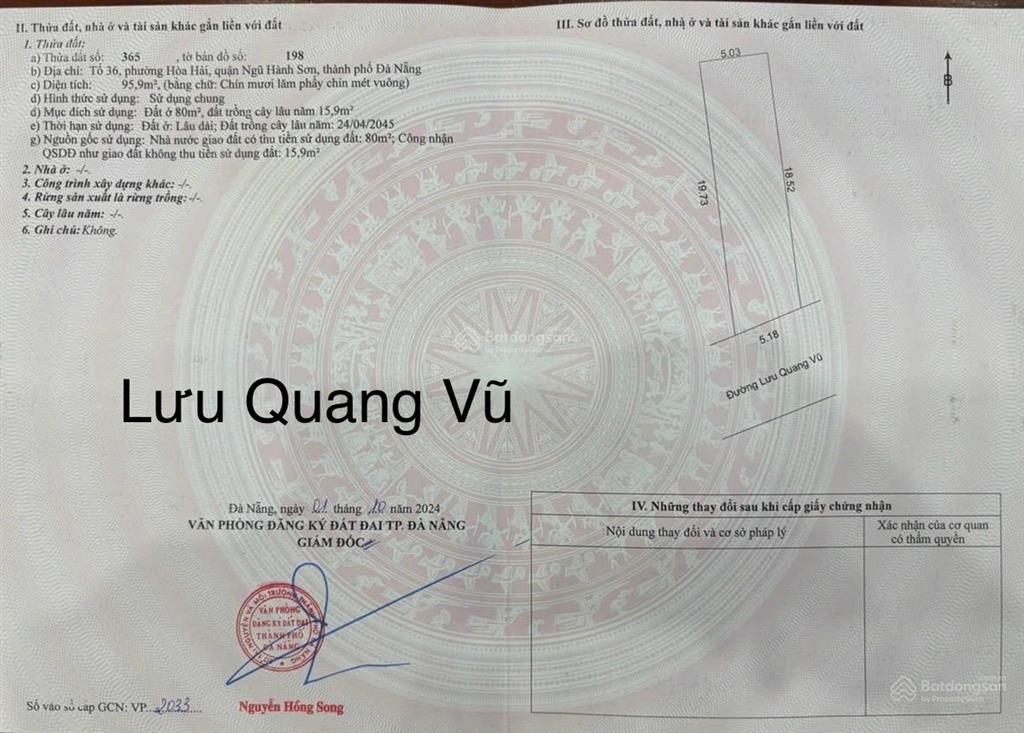 II. Thửa đất, nhà ở và tài sản khác gắn liền với đất
1. Thửa đất:
a) Thửa đất số: 365 , tờ bản đồ số: 198
b) Địa chỉ: Tổ 36, phường Hòa Hải, quận Ngũ Hành Sơn, thành phố Đà Nẵng
c) Diện tích: 95,9m², (bằng chữ: Chín mươi lăm phẩy chín mét vuông)
d) Hình thức sử dụng: Sử dụng chung
đ) Mục đích sử dụng: Đất ở 80m², đất trồng cây lâu năm 15,9m²
e) Thời hạn sử dụng: Đất ở: Lâu dài; Đất trồng cây lâu năm: 24/04/2045
g) Nguồn gốc sử dụng: Nhà nước giao đất có thu tiền sử dụng đất: 80m²; Công nhận
QSDĐ như giao đất không thu tiền sử dụng đất: 15,9m²
2. Nhà ở: -/-.
3. Công trình xây dựng khác: -/-.
4. Rừng sản xuất là rừng trồng: -/-.
5. Cây lâu năm: -/-.
6. Ghi chú: Không.
III. Sơ đồ thửa đất, nhà ở và tài sản khác gắn liền với đất
5.03
B
18.52
19.73
5.18
Đường Lưu Quang Vũ
Batdongsan
by PropertyGuru
Lưu Quang Vũ
Đà Nẵng, ngày 01 tháng 10 năm 2024
VĂN PHÒNG ĐĂNG KÝ ĐẤT ĐAI TP. ĐÀ NẴNG
GIÁM ĐỐC
VĂN PHÒNG
ĐĂNG KÝ ĐẤT ĐAI
THÀNH PHỐ
ĐÀ NẴNG
Số vào sổ cấp GCN: VP...2033....
Nguyễn Hồng Song
IV. Những thay đổi sau khi cấp giấy chứng nhận
Nội dung thay đổi và cơ sở pháp lý
Xác nhận của cơ quan
có thẩm quyền
Batdongsan
by PropertyGuru